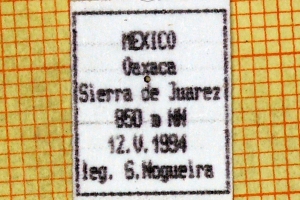 MEXICO
Oaxaca
Sierra de Juarez
850 m NN
12.V.1994
leg. G.Nogueira